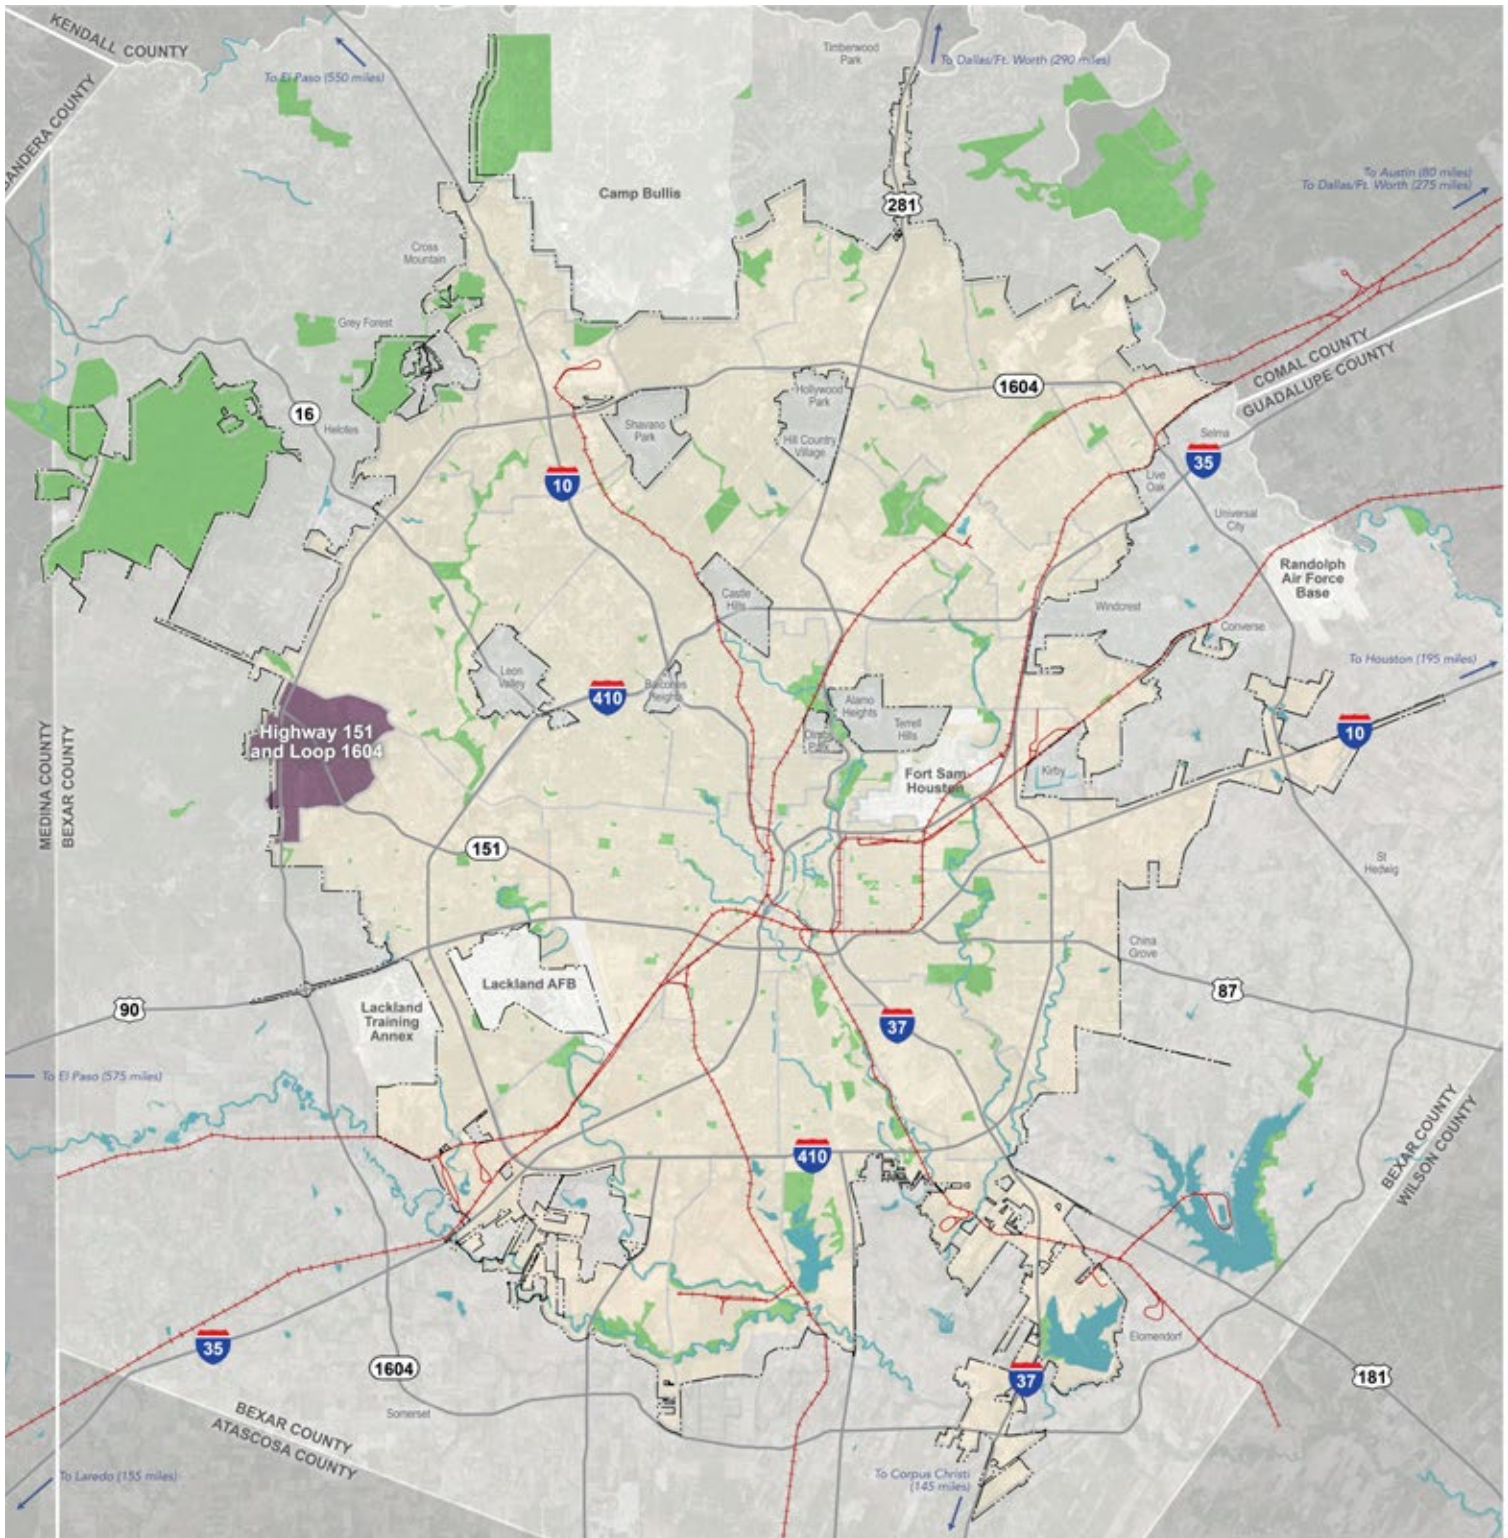 KENDALL COUNTY
BANDERA COUNTY
To El Paso (550 miles)
Timberwood
Park
To Dallas/Ft. Worth (290 miles)
To Austin (80 miles)
To Dallas/Ft. Worth (275 miles)
Camp Bullis
281
Cross
Mountain
Grey Forest
COMAL COUNTY
GUADALUPE COUNTY
1604
Hollywood
Park
16
Helotes
Shavano
Park
Hill Country
Village
Selma
35
10
Live
Oak
Universal
City
Randolph
Air Force
Base
Castle
Hills
Windcrest
Converse
To Houston (195 miles)
Leon
Valley
410
Balcones
Heights
Alamo
Heights
Terrell
Hills
Olmos
Park
10
Highway 151
and Loop 1604
MEDINA COUNTY
BEXAR COUNTY
Fort Sam
Houston
Kirby
151
St
Hedwig
China
Grove
Lackland AFB
87
90
Lackland
Training
Annex
37
To El Paso (575 miles)
BEXAR COUNTY
WILSON COUNTY
410
35
Elomendorf
1604
37
181
Somerset
BEXAR COUNTY
ATASCOSA COUNTY
To Laredo (155 miles)
To Corpus Christi
(145 miles)